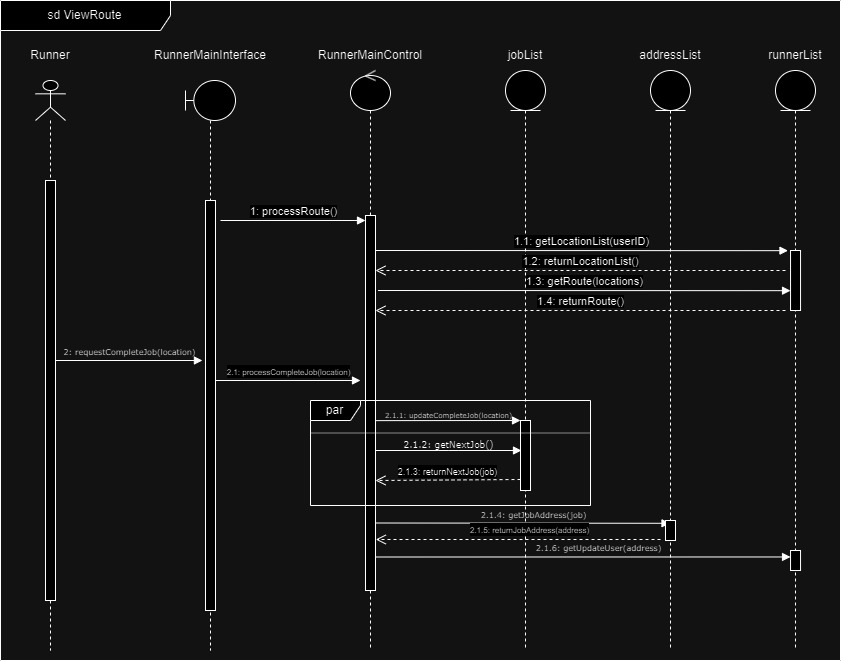 sd ViewRoute
Runner
RunnerMainInterface
RunnerMainControl
jobList
addressList
runnerList
1: processRoute()
1.1: getLocationList(userID)
1.2: returnLocationList()
1.3: getRoute(locations)
1.4: returnRoute()
2: requestCompleteJob(location)
2.1: processCompleteJob(location)
par
2.1.1: updateCompleteJob(location)
2.1.2: getNextJob()
2.1.3: returnNextJob(job)
2.1.4: getJobAddress(job)
2.1.5: returnJobAddress(address)
2.1.6: getUpdateUser(address)